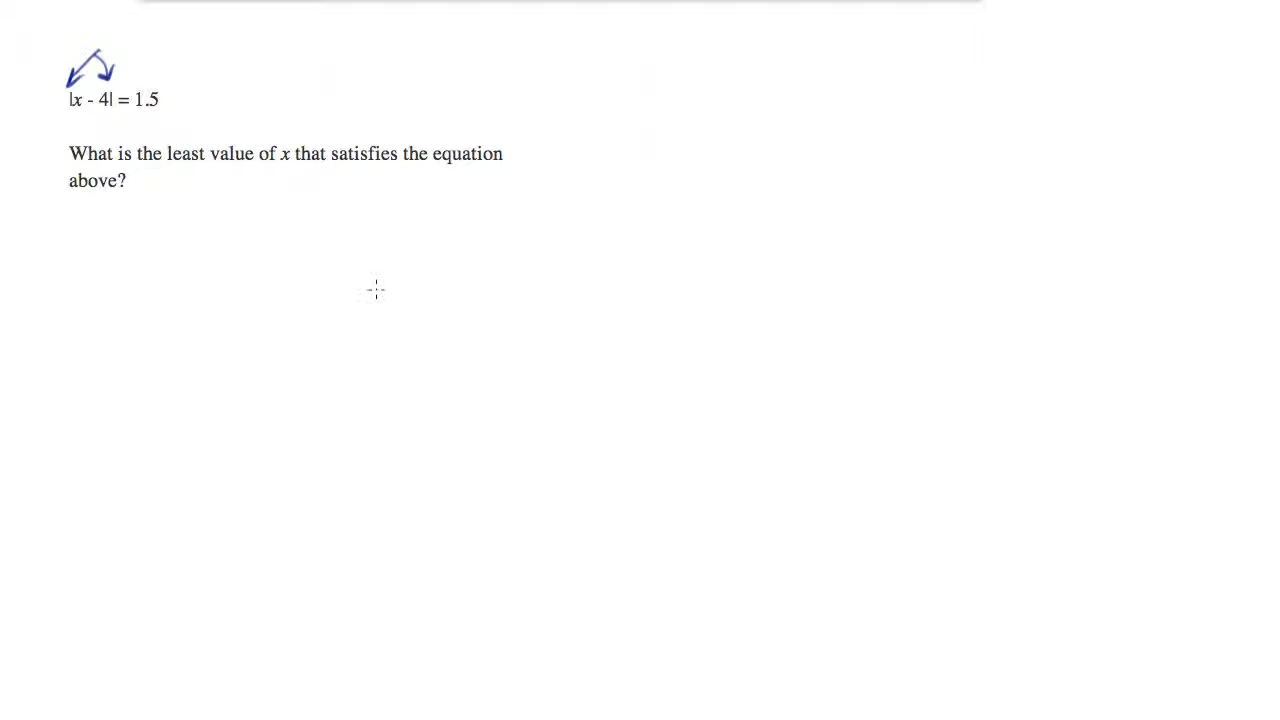 |x - 4| = 1.5
What is the least value of x that satisfies the equation
above?